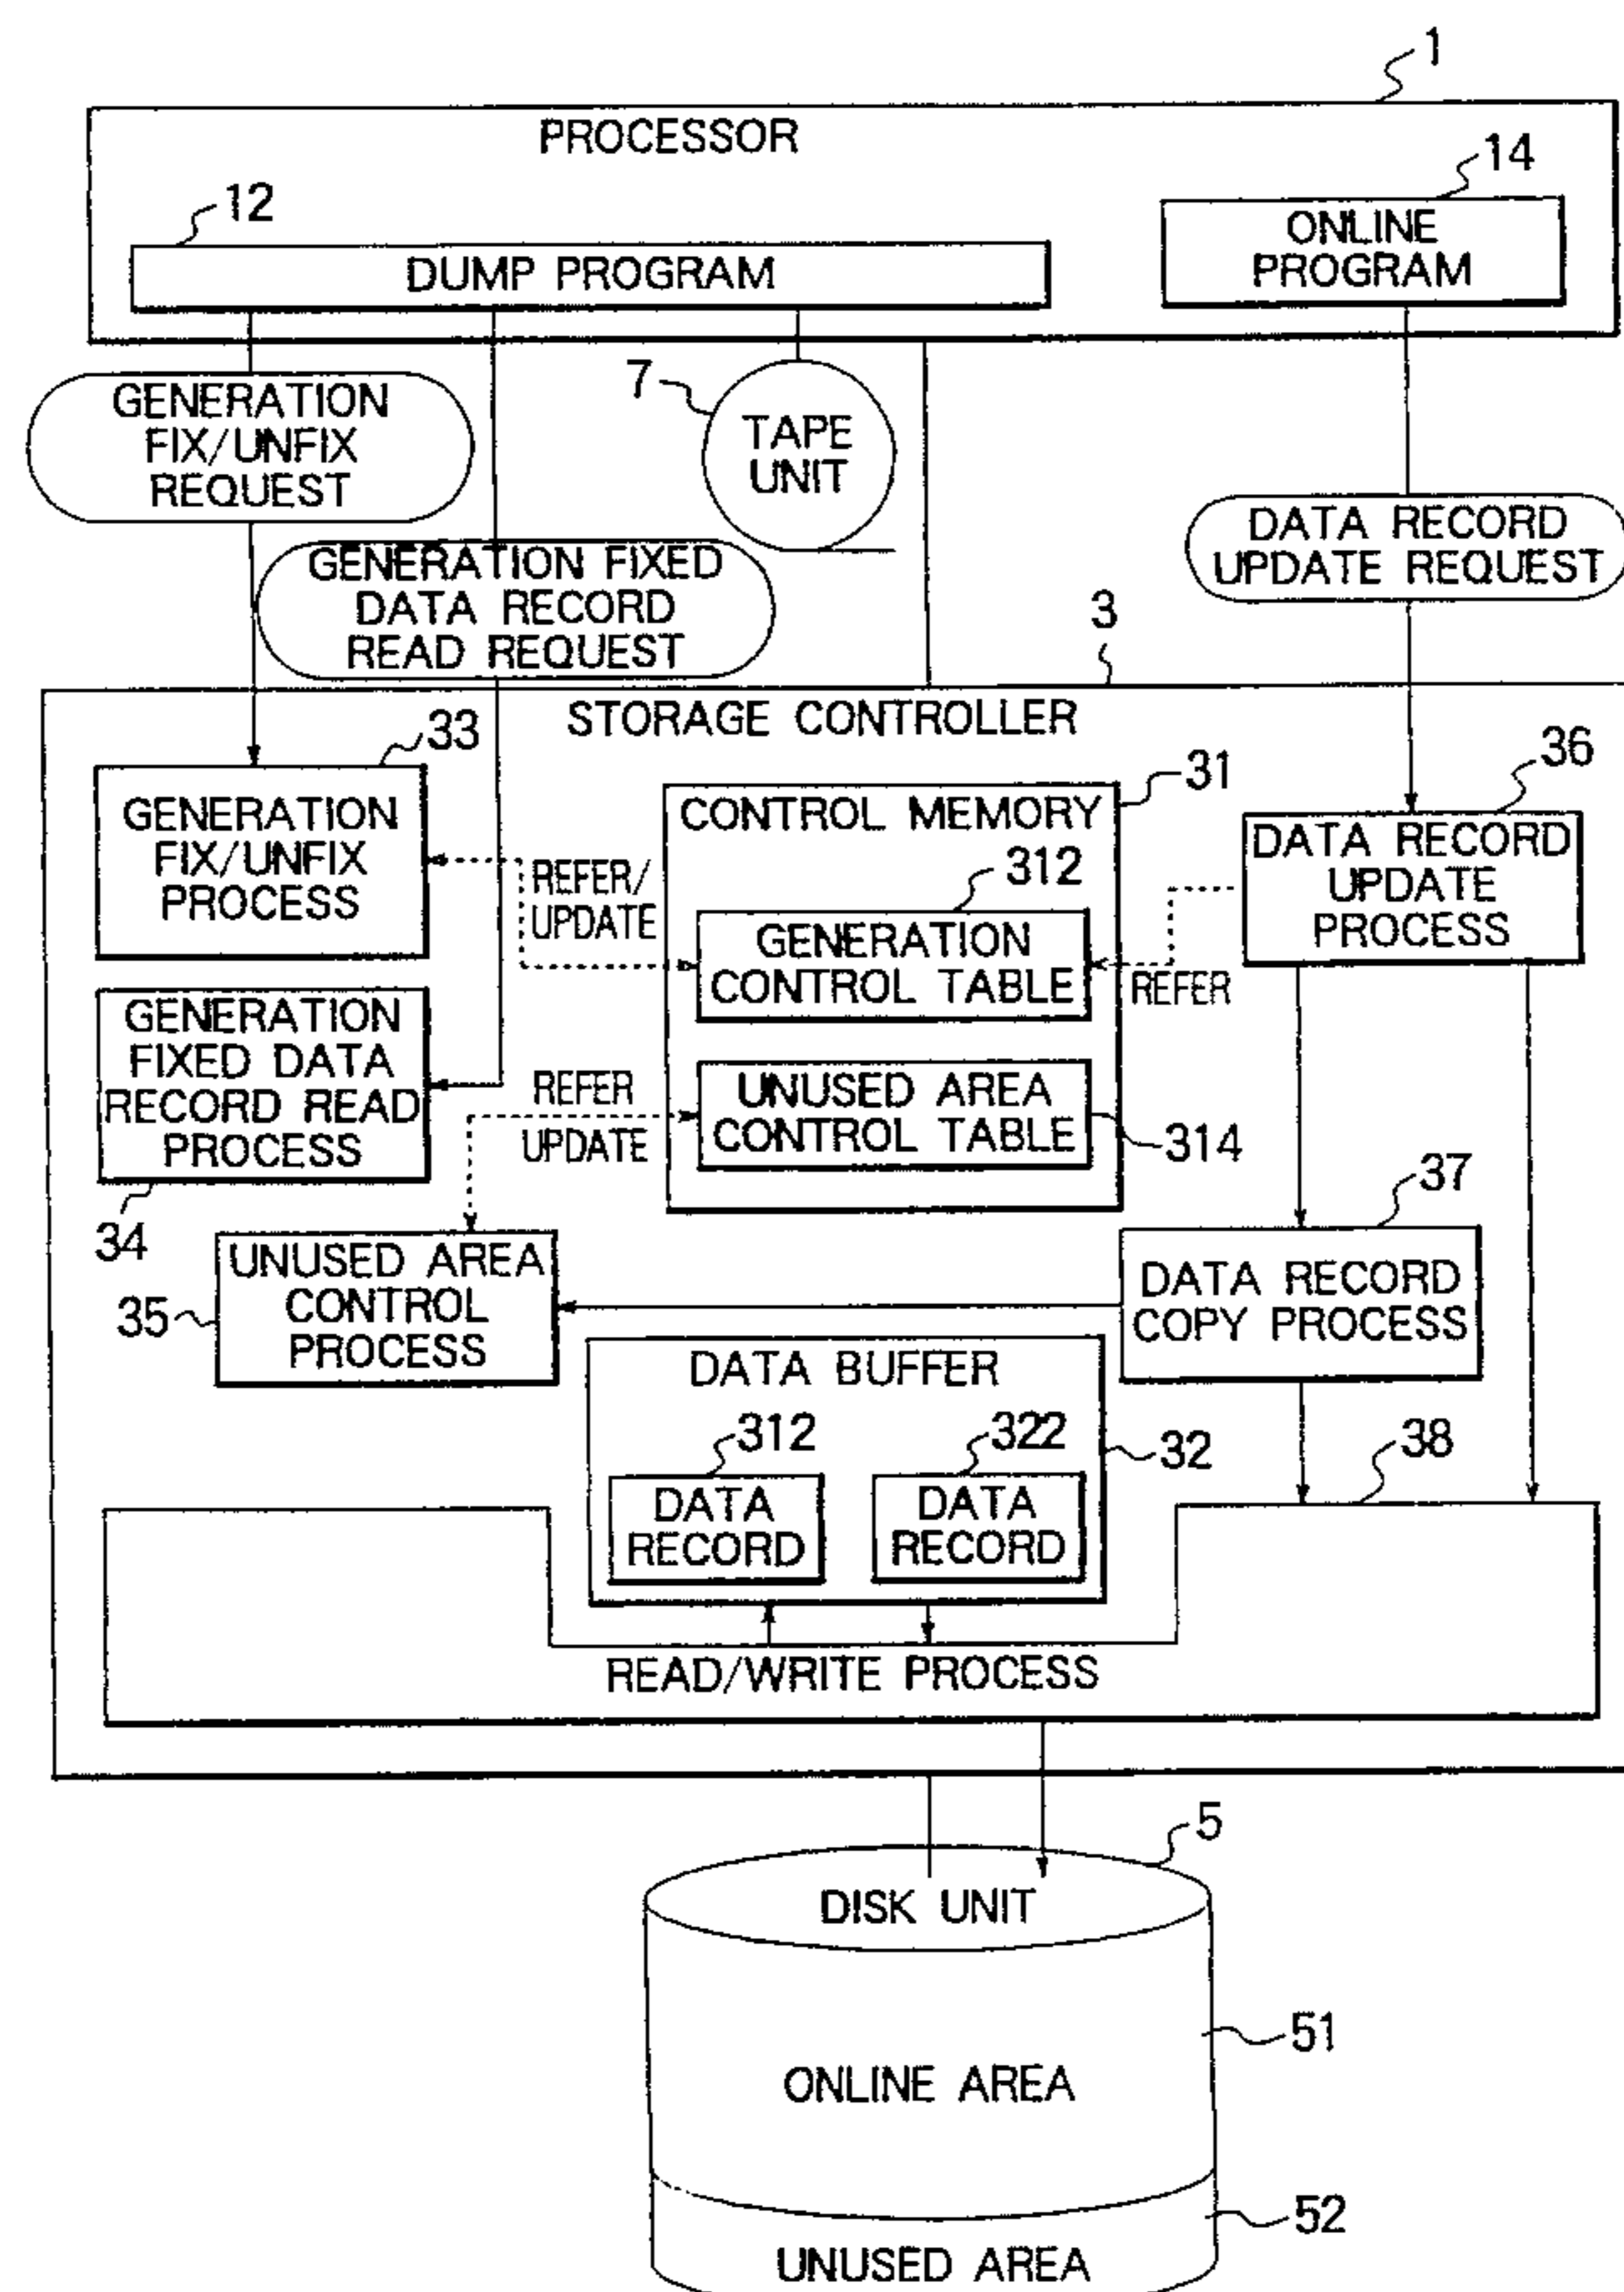 1
PROCESSOR
14
12
ONLINE
PROGRAM
DUMP PROGRAM
7
GENERATION
FIX/UNFIX
REQUEST
TAPE
UNIT
DATA RECORD
UPDATE REQUEST
GENERATION FIXED
DATA RECORD
READ REQUEST
3
STORAGE CONTROLLER
33
31
36
GENERATION
FIX/UNFIX
PROCESS
CONTROL MEMORY
DATA RECORD
UPDATE
PROCESS
REFER/
UPDATE
312
GENERATION
CONTROL TABLE
REFER
GENERATION
FIXED DATA
RECORD READ
PROCESS
34
REFER
UPDATE
UNUSED AREA
CONTROL TABLE
314
37
UNUSED AREA
CONTROL
PROCESS
35
DATA RECORD
COPY PROCESS
DATA BUFFER
312
322
32
38
DATA
RECORD
DATA
RECORD
READ/WRITE PROCESS
5
DISK UNIT
51
ONLINE AREA
52
UNUSED AREA